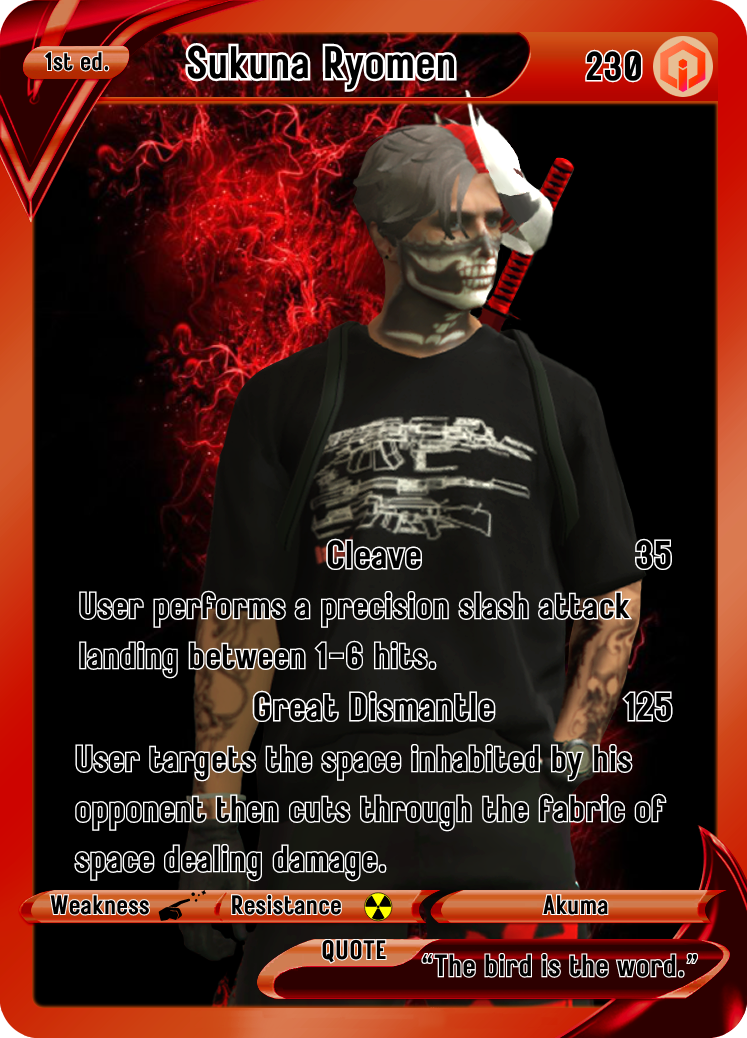 1st ed.
Sukuna Ryomen
230
Cleave 35
User performs a precision slash attack
landing between 1-6 hits.
Great Dismantle 125
User targets the space inhabited by his
opponent then cuts through the fabric of
space dealing damage.
Weakness Resistance Akuma
QUOTE
“The bird is the word.”